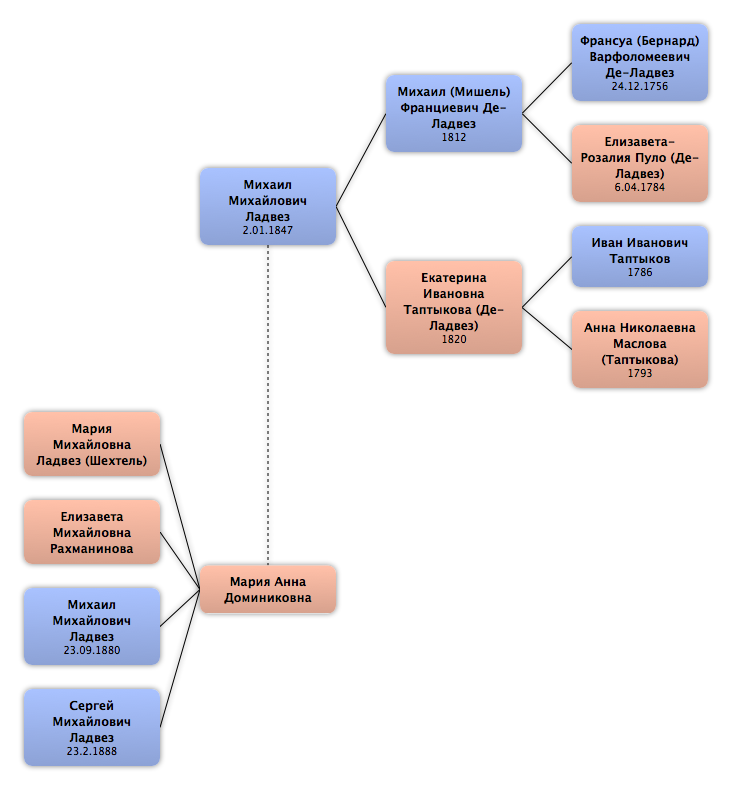 Франсуа (Бернард)
Варфоломеевич
Де-Ладвез
24.12.1756
Михаил (Мишель)
Францевич Де-
Ладвез
1812
Елизавета-
Розалия Пуло (Де-
Ладвез)
6.04.1784
Михаил
Михайлович
Ладвез
2.01.1847
Иван Иванович
Таптыков
1786
Екатерина
Ивановна
Таптыкова (Де-
Ладвез)
1820
Анна Николаевна
Маслова
(Таптыкова)
1793
Мария
Михайловна
Ладвез (Шехтель)
Елизавета
Михайловна
Рахманинова
Мария Анна
Доминиковна
Михаил
Михайлович
Ладвез
23.09.1880
Сергей
Михайлович
Ладвез
23.2.1888